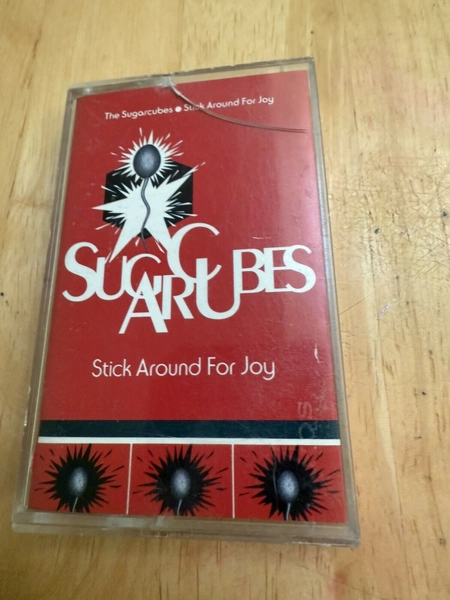 The Sugarcubes ● Stick Around For Joy
SUGARCUBES
Stick Around For Joy